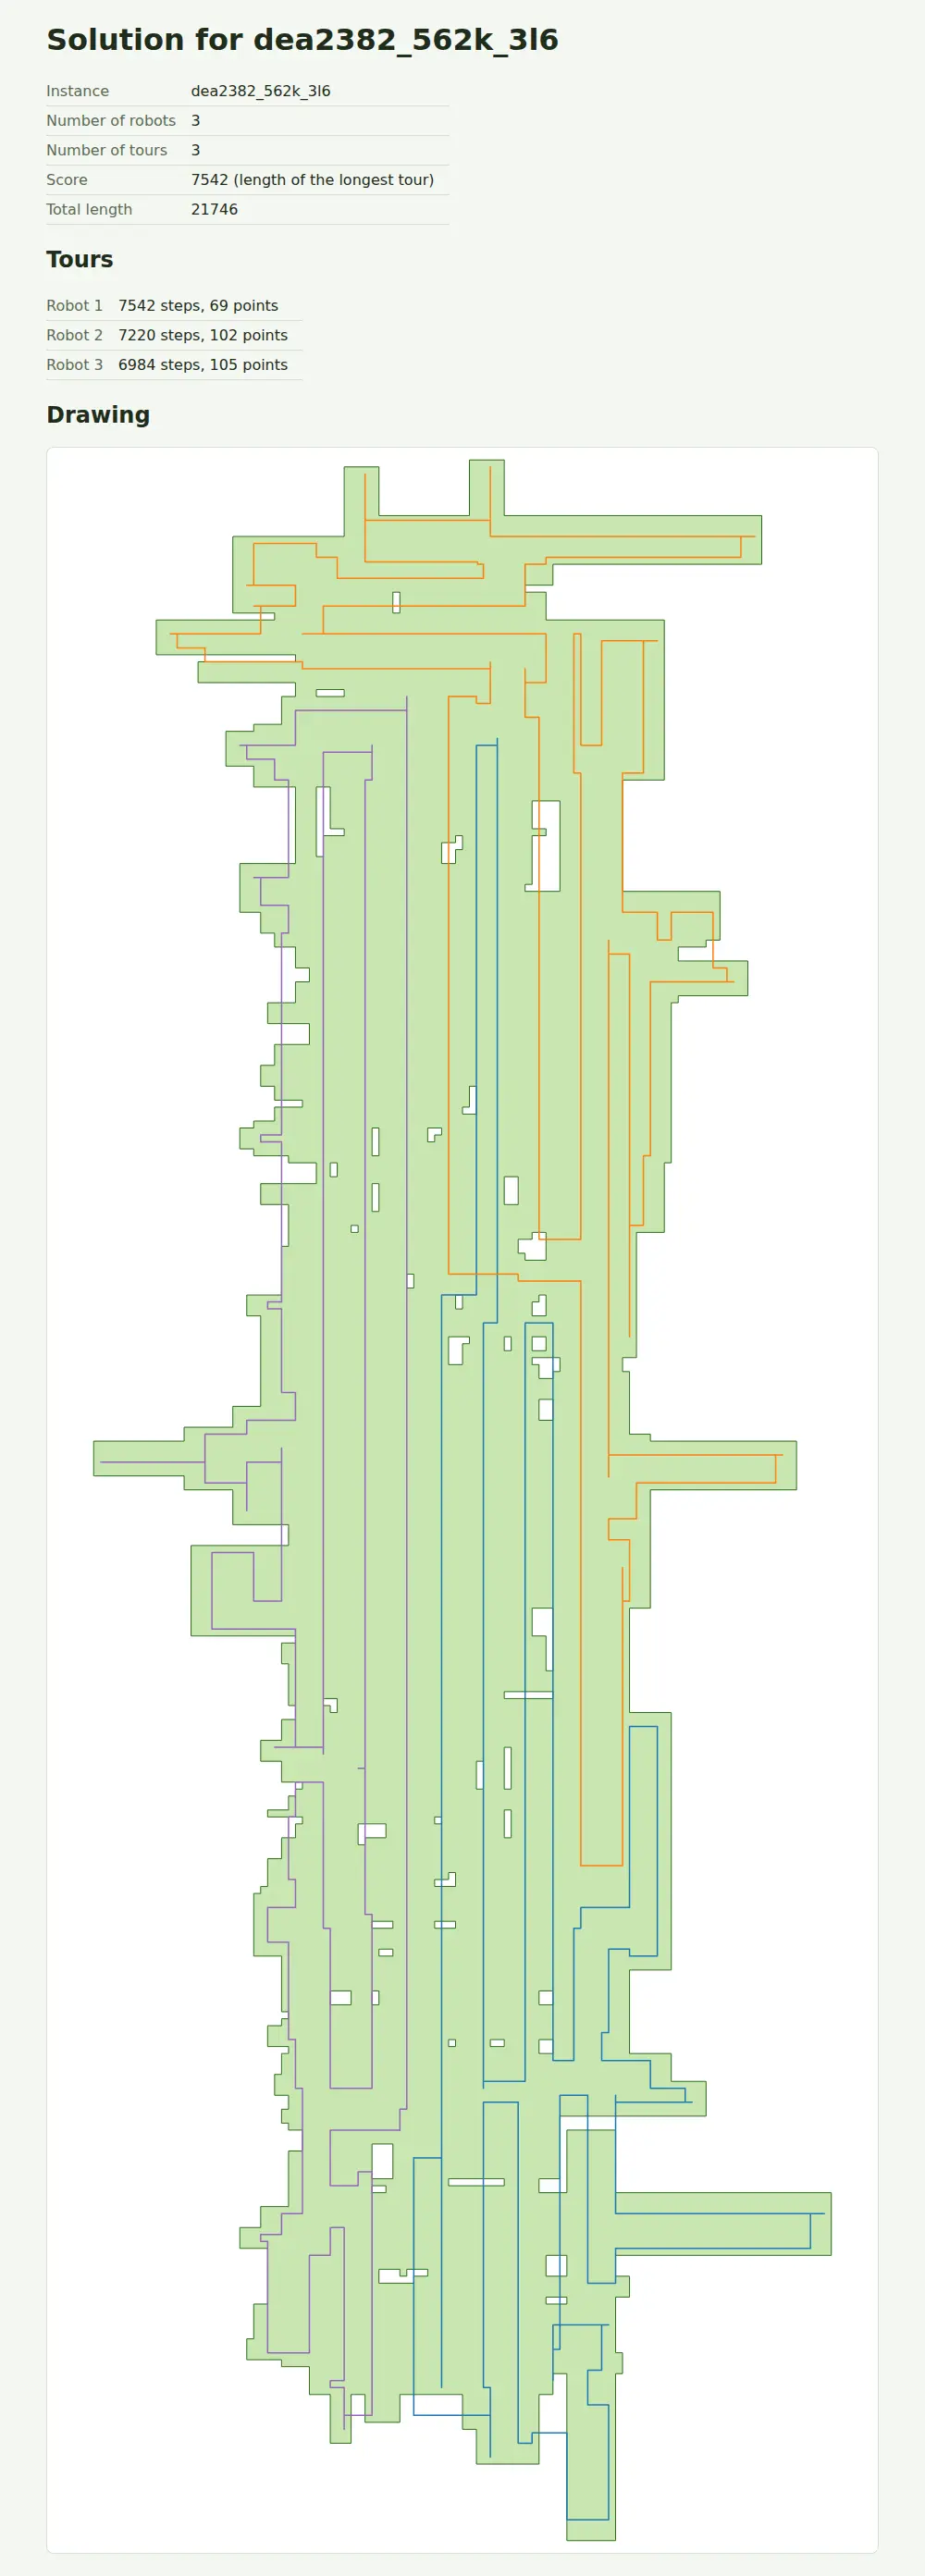 Solution for dea2382_562k_3l6
Instance dea2382_562k_3l6
Number of robots 3
Number of tours 3
Score 7542 (length of the longest tour)
Total length 21746
Tours
Robot 1 7542 steps, 69 points
Robot 2 7220 steps, 102 points
Robot 3 6984 steps, 105 points
Drawing